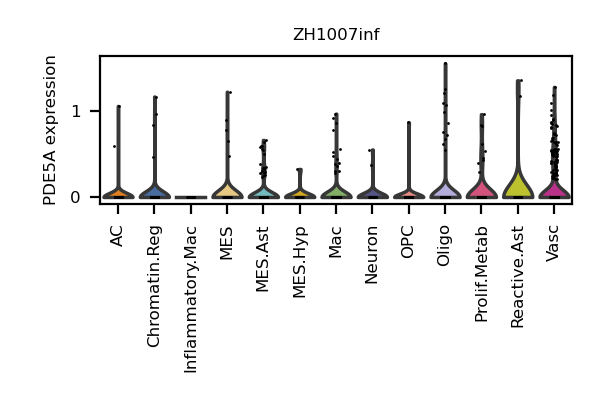 ZH1007inf
PDE5A expression
1
0
AC
Chromatin.Reg
Inflammatory.Mac
MES
MES.Ast
MES.Hyp
Mac
Neuron
OPC
Oligo
Prolif.Metab
Reactive.Ast
Vasc